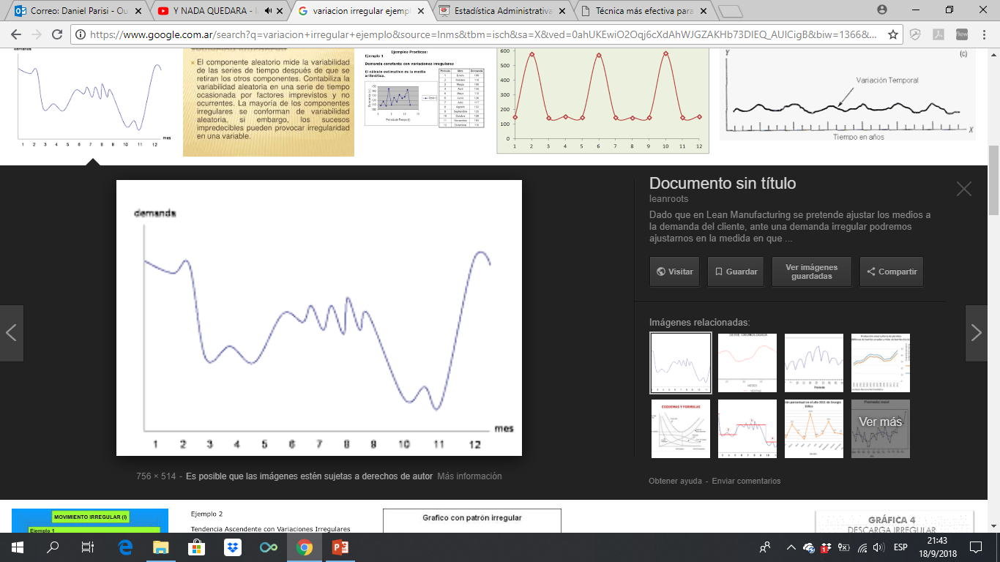 Correo: Daniel Parisi - Ou
Y NADA QUEDARA -
variacion irregular ejempl
Estadística Administrativa
Técnica más efectiva para
https://www.google.com.ar/search?q=variacion+irregular+ejemplo&source=lnms&tbm=isch&sa=X&ved=0ahUKEwiO2Oqj6cXdAhWJGZAKHb73DIEQ_AUICigB&biw=1366&...
demanda
mes
1 2 3 4 5 6 7 8 9 10 11 12
El componente aleatorio mide la variabilidad
de las series de tiempo después de que se
retiran los otros componentes. Contabiliza la
variabilidad aleatoria en una serie de tiempo
ocasionada por factores imprevistos y no
ocurrentes. La mayoría de los componentes
irregulares se conforman de variabilidad
aleatoria, si embargo, los sucesos
impredecibles pueden provocar irregularidad
en una variable.
Ejemplos Practicas:
Ejemplo 1
Demanda constante con variaciones irregulares
El cálculo estimativo es la media
aritmética.
Periodo Mes Demanda
600
500
400
300
200
100
0
1 2 3 4 5 6 7 8 9 10 11 12
Y
(c)
Variación Temporal
X
Tiempo en años
demanda
mes
1 2 3 4 5 6 7 8 9 10 11 12
756 × 514 - Es posible que las imágenes estén sujetas a derechos de autor Más información
Documento sin título
leanroots
Dado que en Lean Manufacturing se pretende ajustar los medios a
la demanda del cliente, ante una demanda irregular podremos
ajustarnos en la medida en que ...
Visitar
Guardar
Ver imágenes
guardadas
Compartir
Imágenes relacionadas:
SERIE CRONOLOGICA
Periodo
ESQUEMAS Y FORMULAS
Promedio movil
Ver más
Obtener ayuda - Enviar comentarios
MOVIMIENTO IRREGULAR (I)
Ejemplo 1
Ejemplo 2
Tendencia Ascendente con Variaciones Irregulares
Grafico con patrón irregular
GRÁFICA 4
DESCARGA IRREGULAR
ESP
21:43
18/9/2018